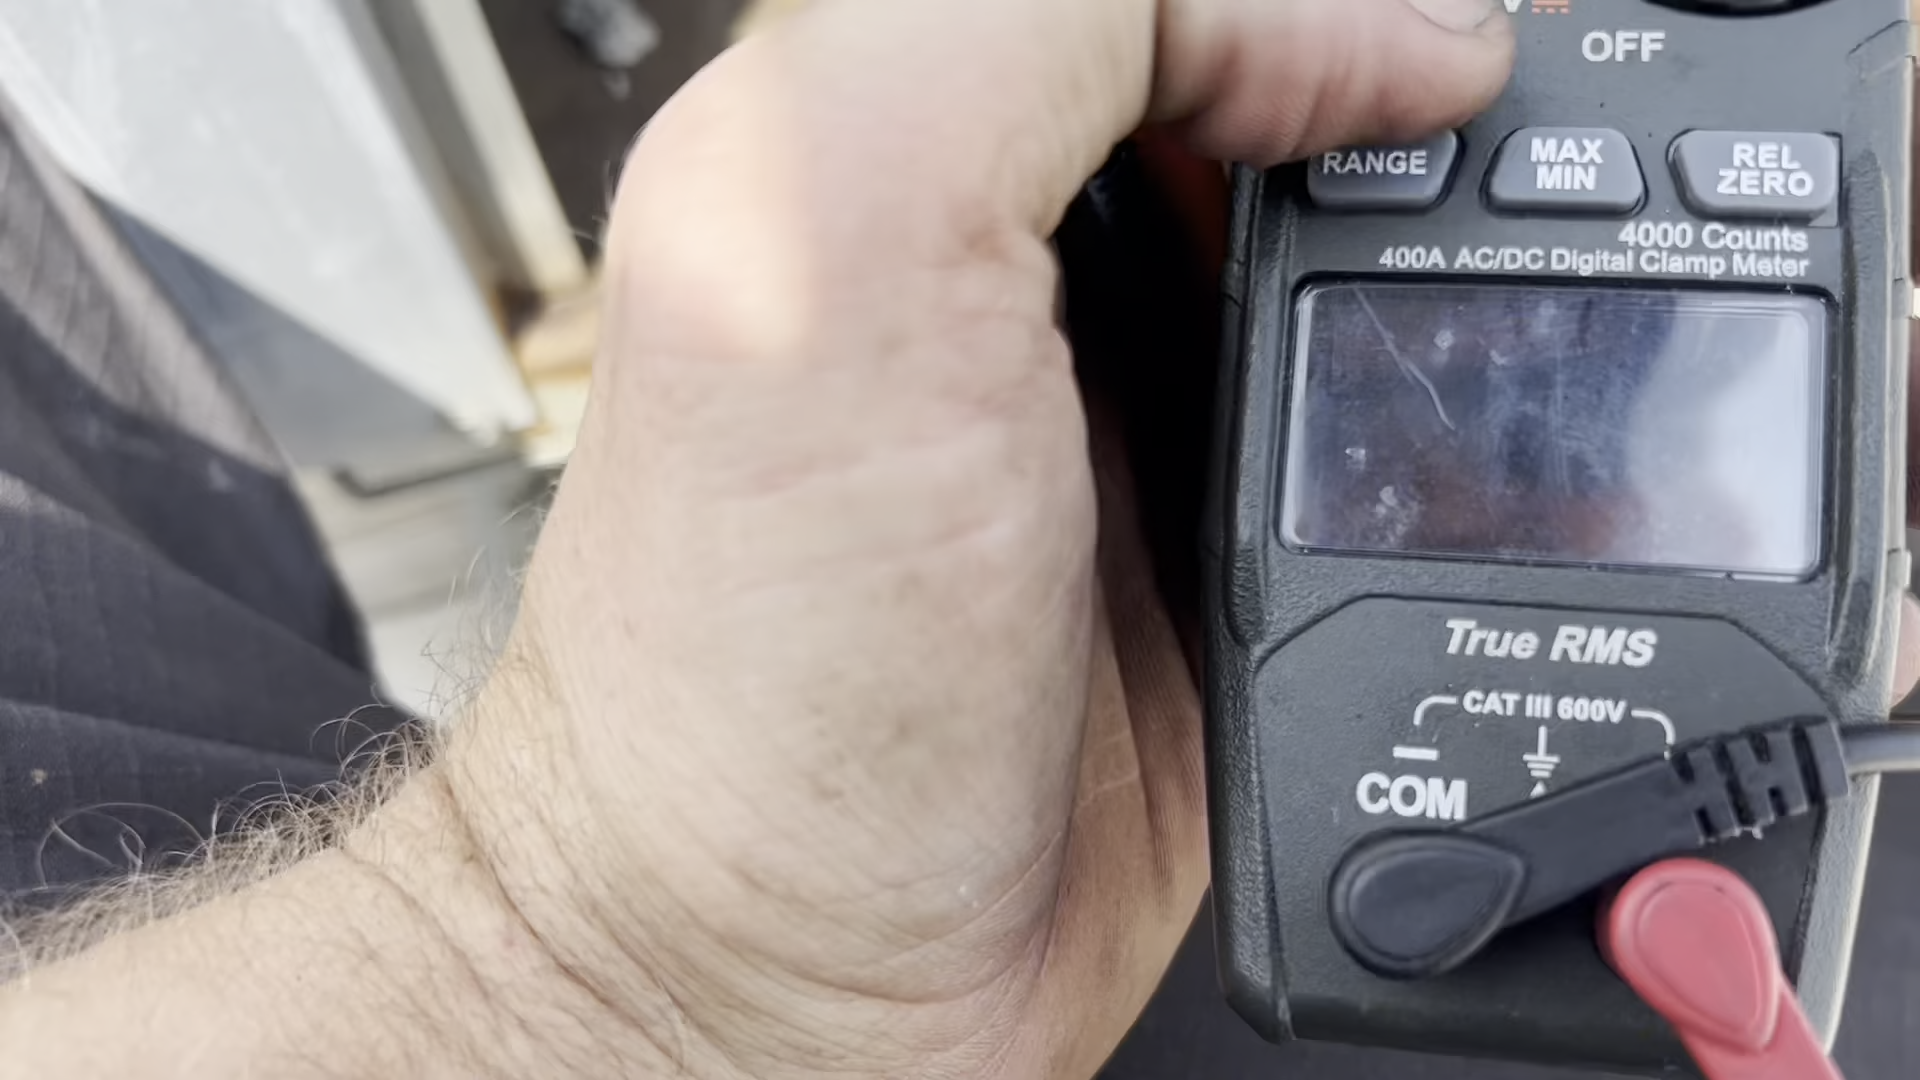 V
OFF
RANGE
MAX
MIN
REL
ZERO
4000 Counts
400A AC/DC Digital Clamp Meter
True RMS
CAT III 600V
COM